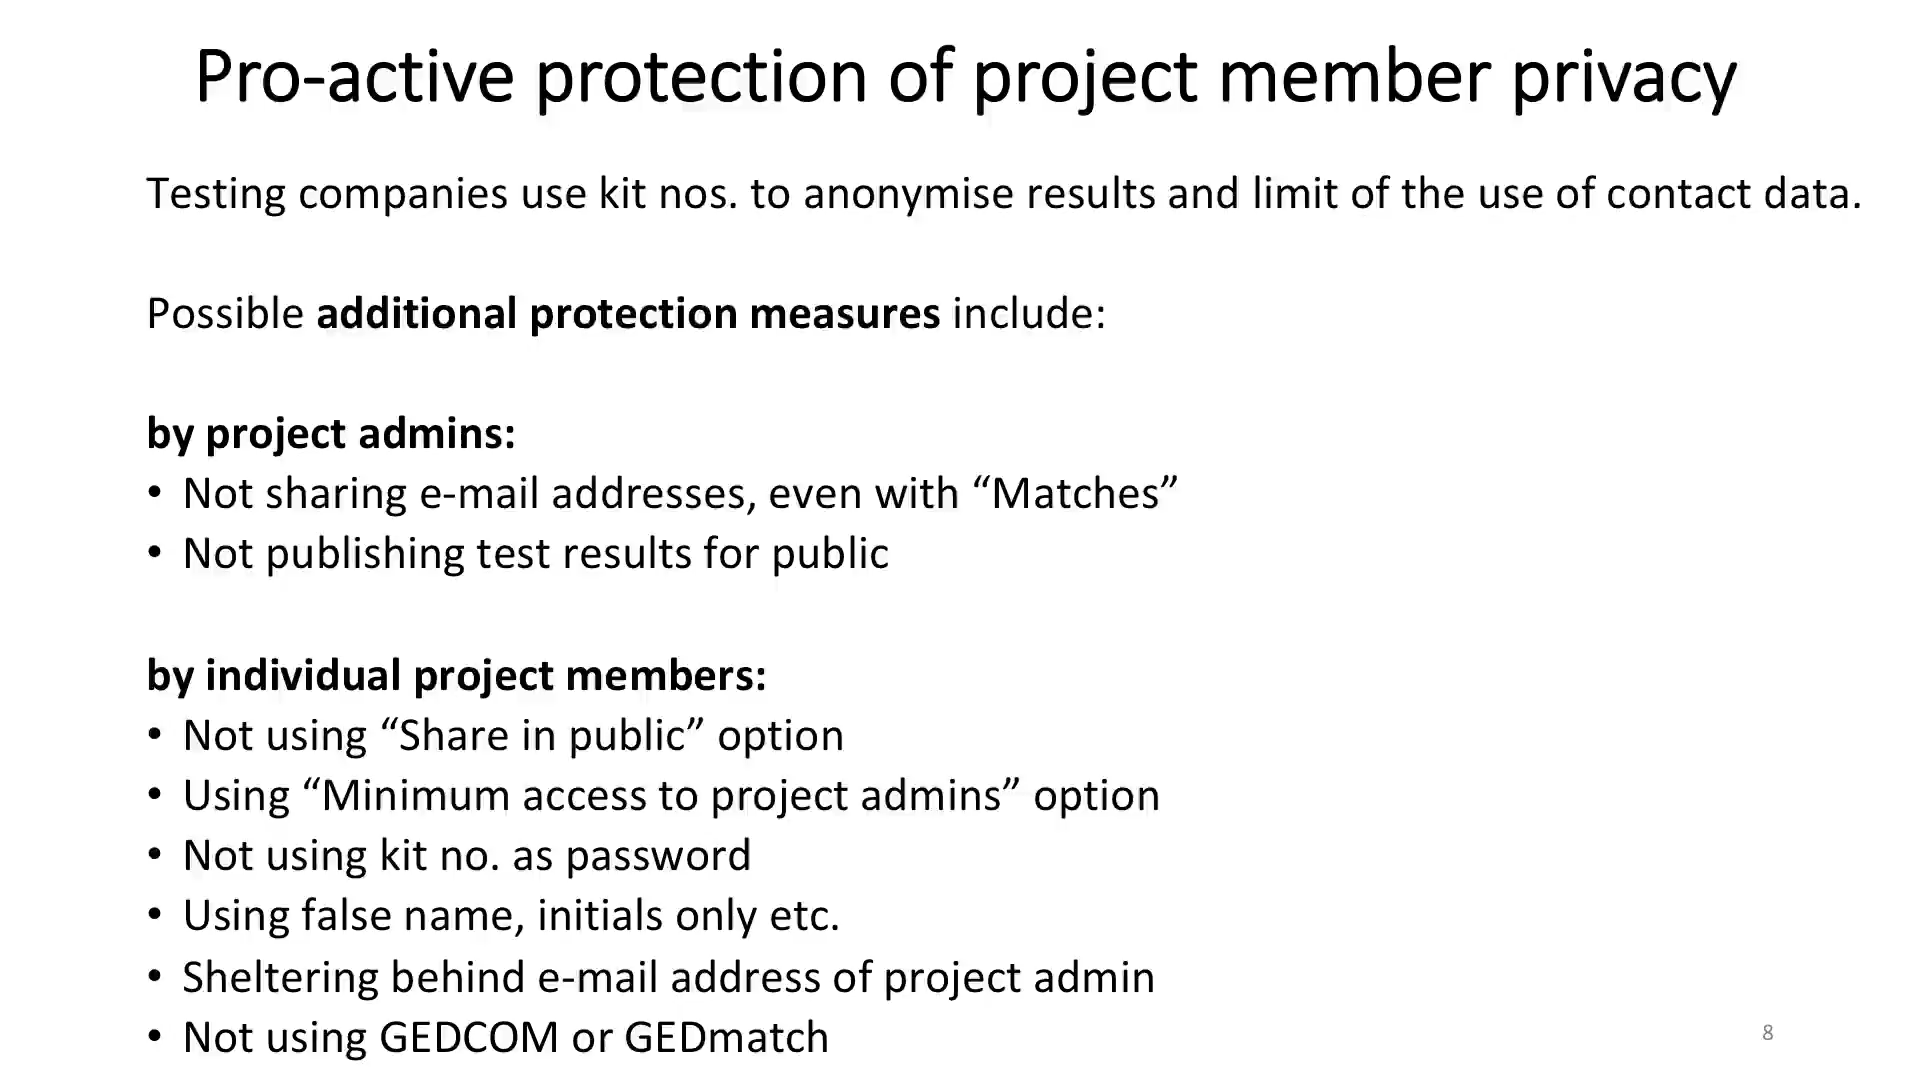 Pro-active protection of project member privacy
Testing companies use kit nos. to anonymise results and limit of the use of contact data.
Possible additional protection measures include:
by project admins:
• Not sharing e-mail addresses, even with “Matches”
• Not publishing test results for public
by individual project members:
• Not using “Share in public” option
• Using “Minimum access to project admins” option
• Not using kit no. as password
• Using false name, initials only etc.
• Sheltering behind e-mail address of project admin
• Not using GEDCOM or GEDmatch
8